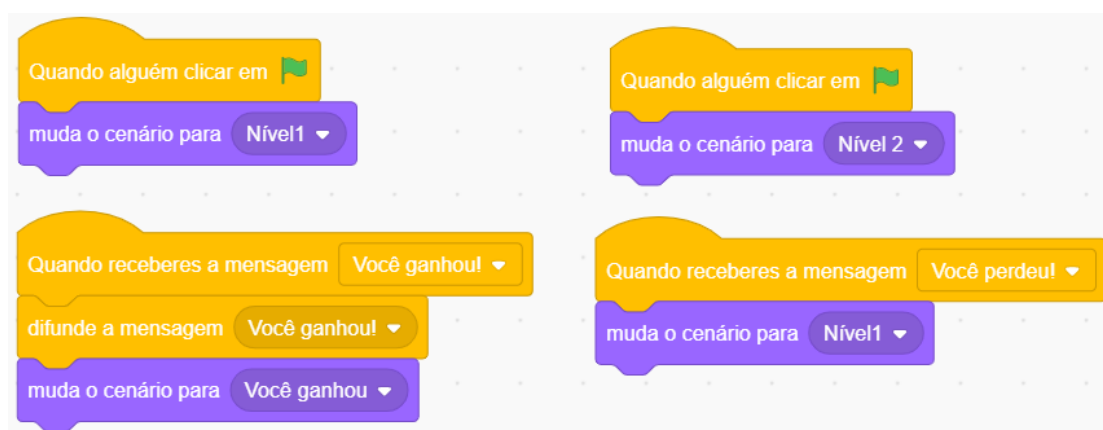 Quando alguém clicar em
muda o cenário para Nível1
Quando alguém clicar em
muda o cenário para Nível 2
Quando receberes a mensagem Você ganhou!
difunde a mensagem Você ganhou!
muda o cenário para Você ganhou
Quando receberes a mensagem Você perdeu!
muda o cenário para Nível1